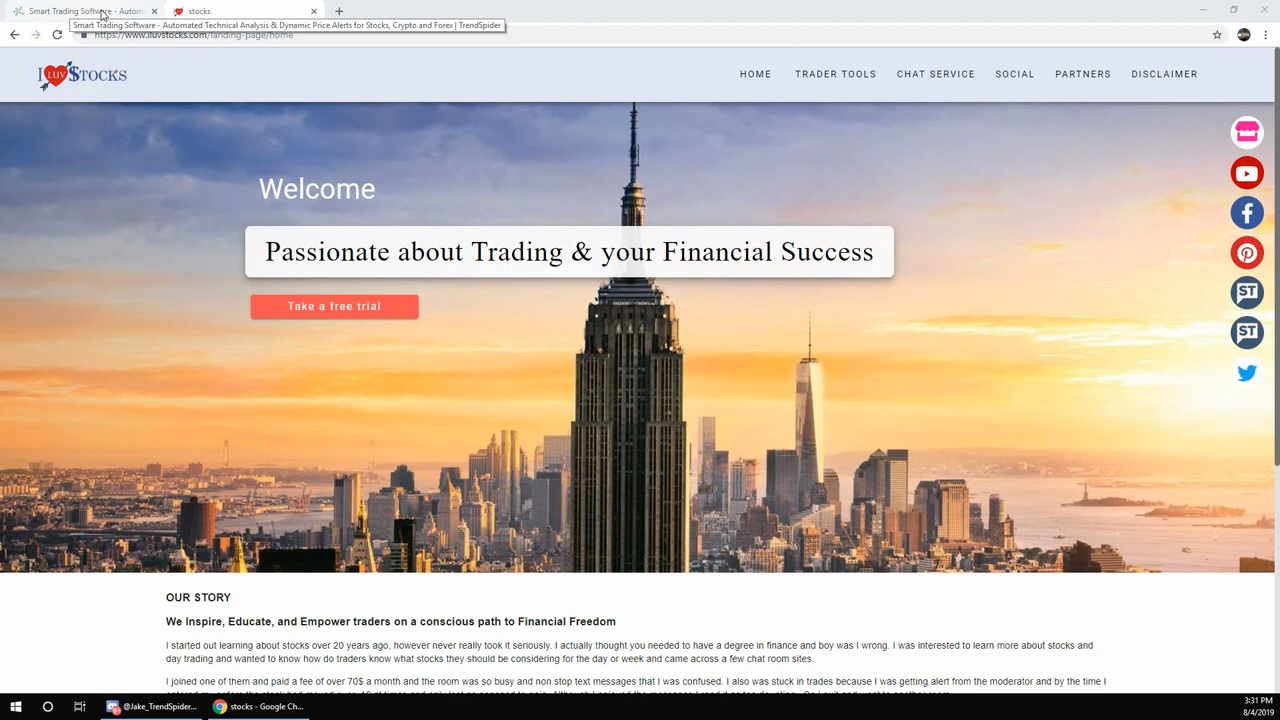 Smart Trading Software - Autom
stocks
Smart Trading Software - Automated Technical Analysis & Dynamic Price Alerts for Stocks, Crypto and Forex | TrendSpider
https://www.iluvstocks.com/landing-page/home
I LUV $TOCKS
HOME
TRADER TOOLS
CHAT SERVICE
SOCIAL
PARTNERS
DISCLAIMER
Welcome
Passionate about Trading & your Financial Success
Take a free trial
ST
ST
OUR STORY
We Inspire, Educate, and Empower traders on a conscious path to Financial Freedom
I started out learning about stocks over 20 years ago, however never really took it seriously. I actually thought you needed to have a degree in finance and boy was I wrong. I was interested to learn more about stocks and
day trading and wanted to know how do traders know what stocks they should be considering for the day or week and came across a few chat room sites.
I joined one of them and paid a fee of over 70$ a month and the room was so busy and non stop text messages that I was confused. I also was stuck in trades because I was getting alert from the moderator and by the time I
@Jake_TrendSpider...
stocks - Google Ch...
3:31 PM
8/4/2019